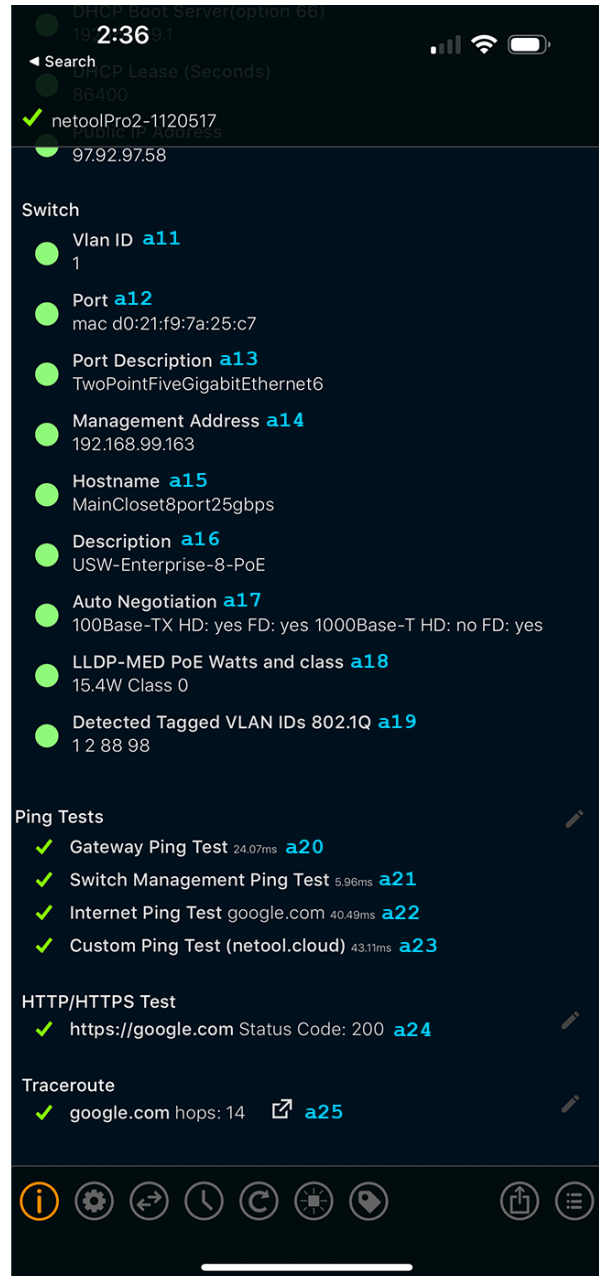 DHCP Boot Server(option 66)
2:36
Search
DHCP Lease (Seconds)
86400
netoolPro2-1120517
Public IP Address
97.92.97.58
Switch
Vlan ID a11
1
Port a12
mac d0:21:f9:7a:25:c7
Port Description a13
TwoPointFiveGigabitEthernet6
Management Address a14
192.168.99.163
Hostname a15
MainCloset8port25gbps
Description a16
USW-Enterprise-8-PoE
Auto Negotiation a17
100Base-TX HD: yes FD: yes 1000Base-T HD: no FD: yes
LLDP-MED PoE Watts and class a18
15.4W Class 0
Detected Tagged VLAN IDs 802.1Q a19
1 2 88 98
Ping Tests
Gateway Ping Test 24.07ms a20
Switch Management Ping Test 5.96ms a21
Internet Ping Test google.com 40.49ms a22
Custom Ping Test (netool.cloud) 43.11ms a23
HTTP/HTTPS Test
https://google.com Status Code: 200 a24
Traceroute
google.com hops: 14 a25